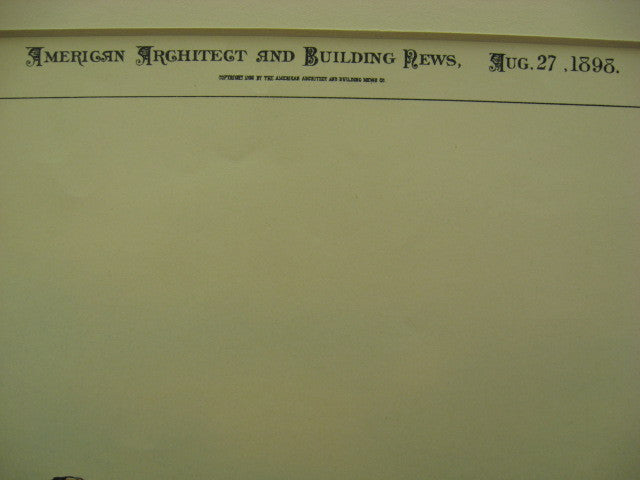 American Architect and Building News, Aug. 27, 1898.
COPYRIGHT 1898 BY THE AMERICAN ARCHITECT AND BUILDING NEWS CO